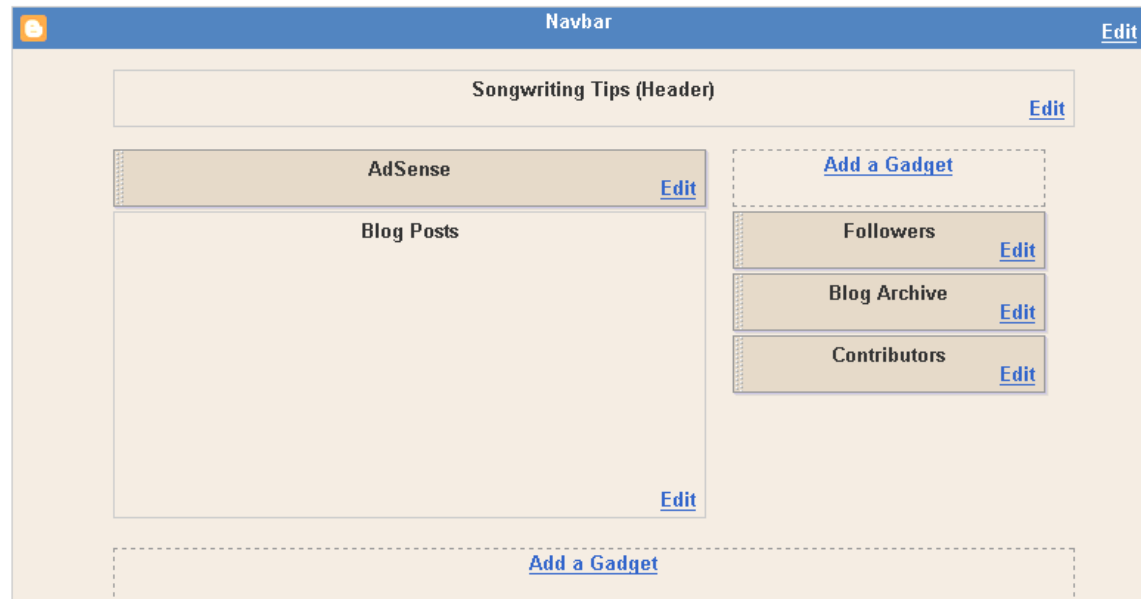 Navbar
Edit
Songwriting Tips (Header)
Edit
AdSense
Edit
Add a Gadget
Blog Posts
Edit
Followers
Edit
Blog Archive
Edit
Contributors
Edit
Add a Gadget